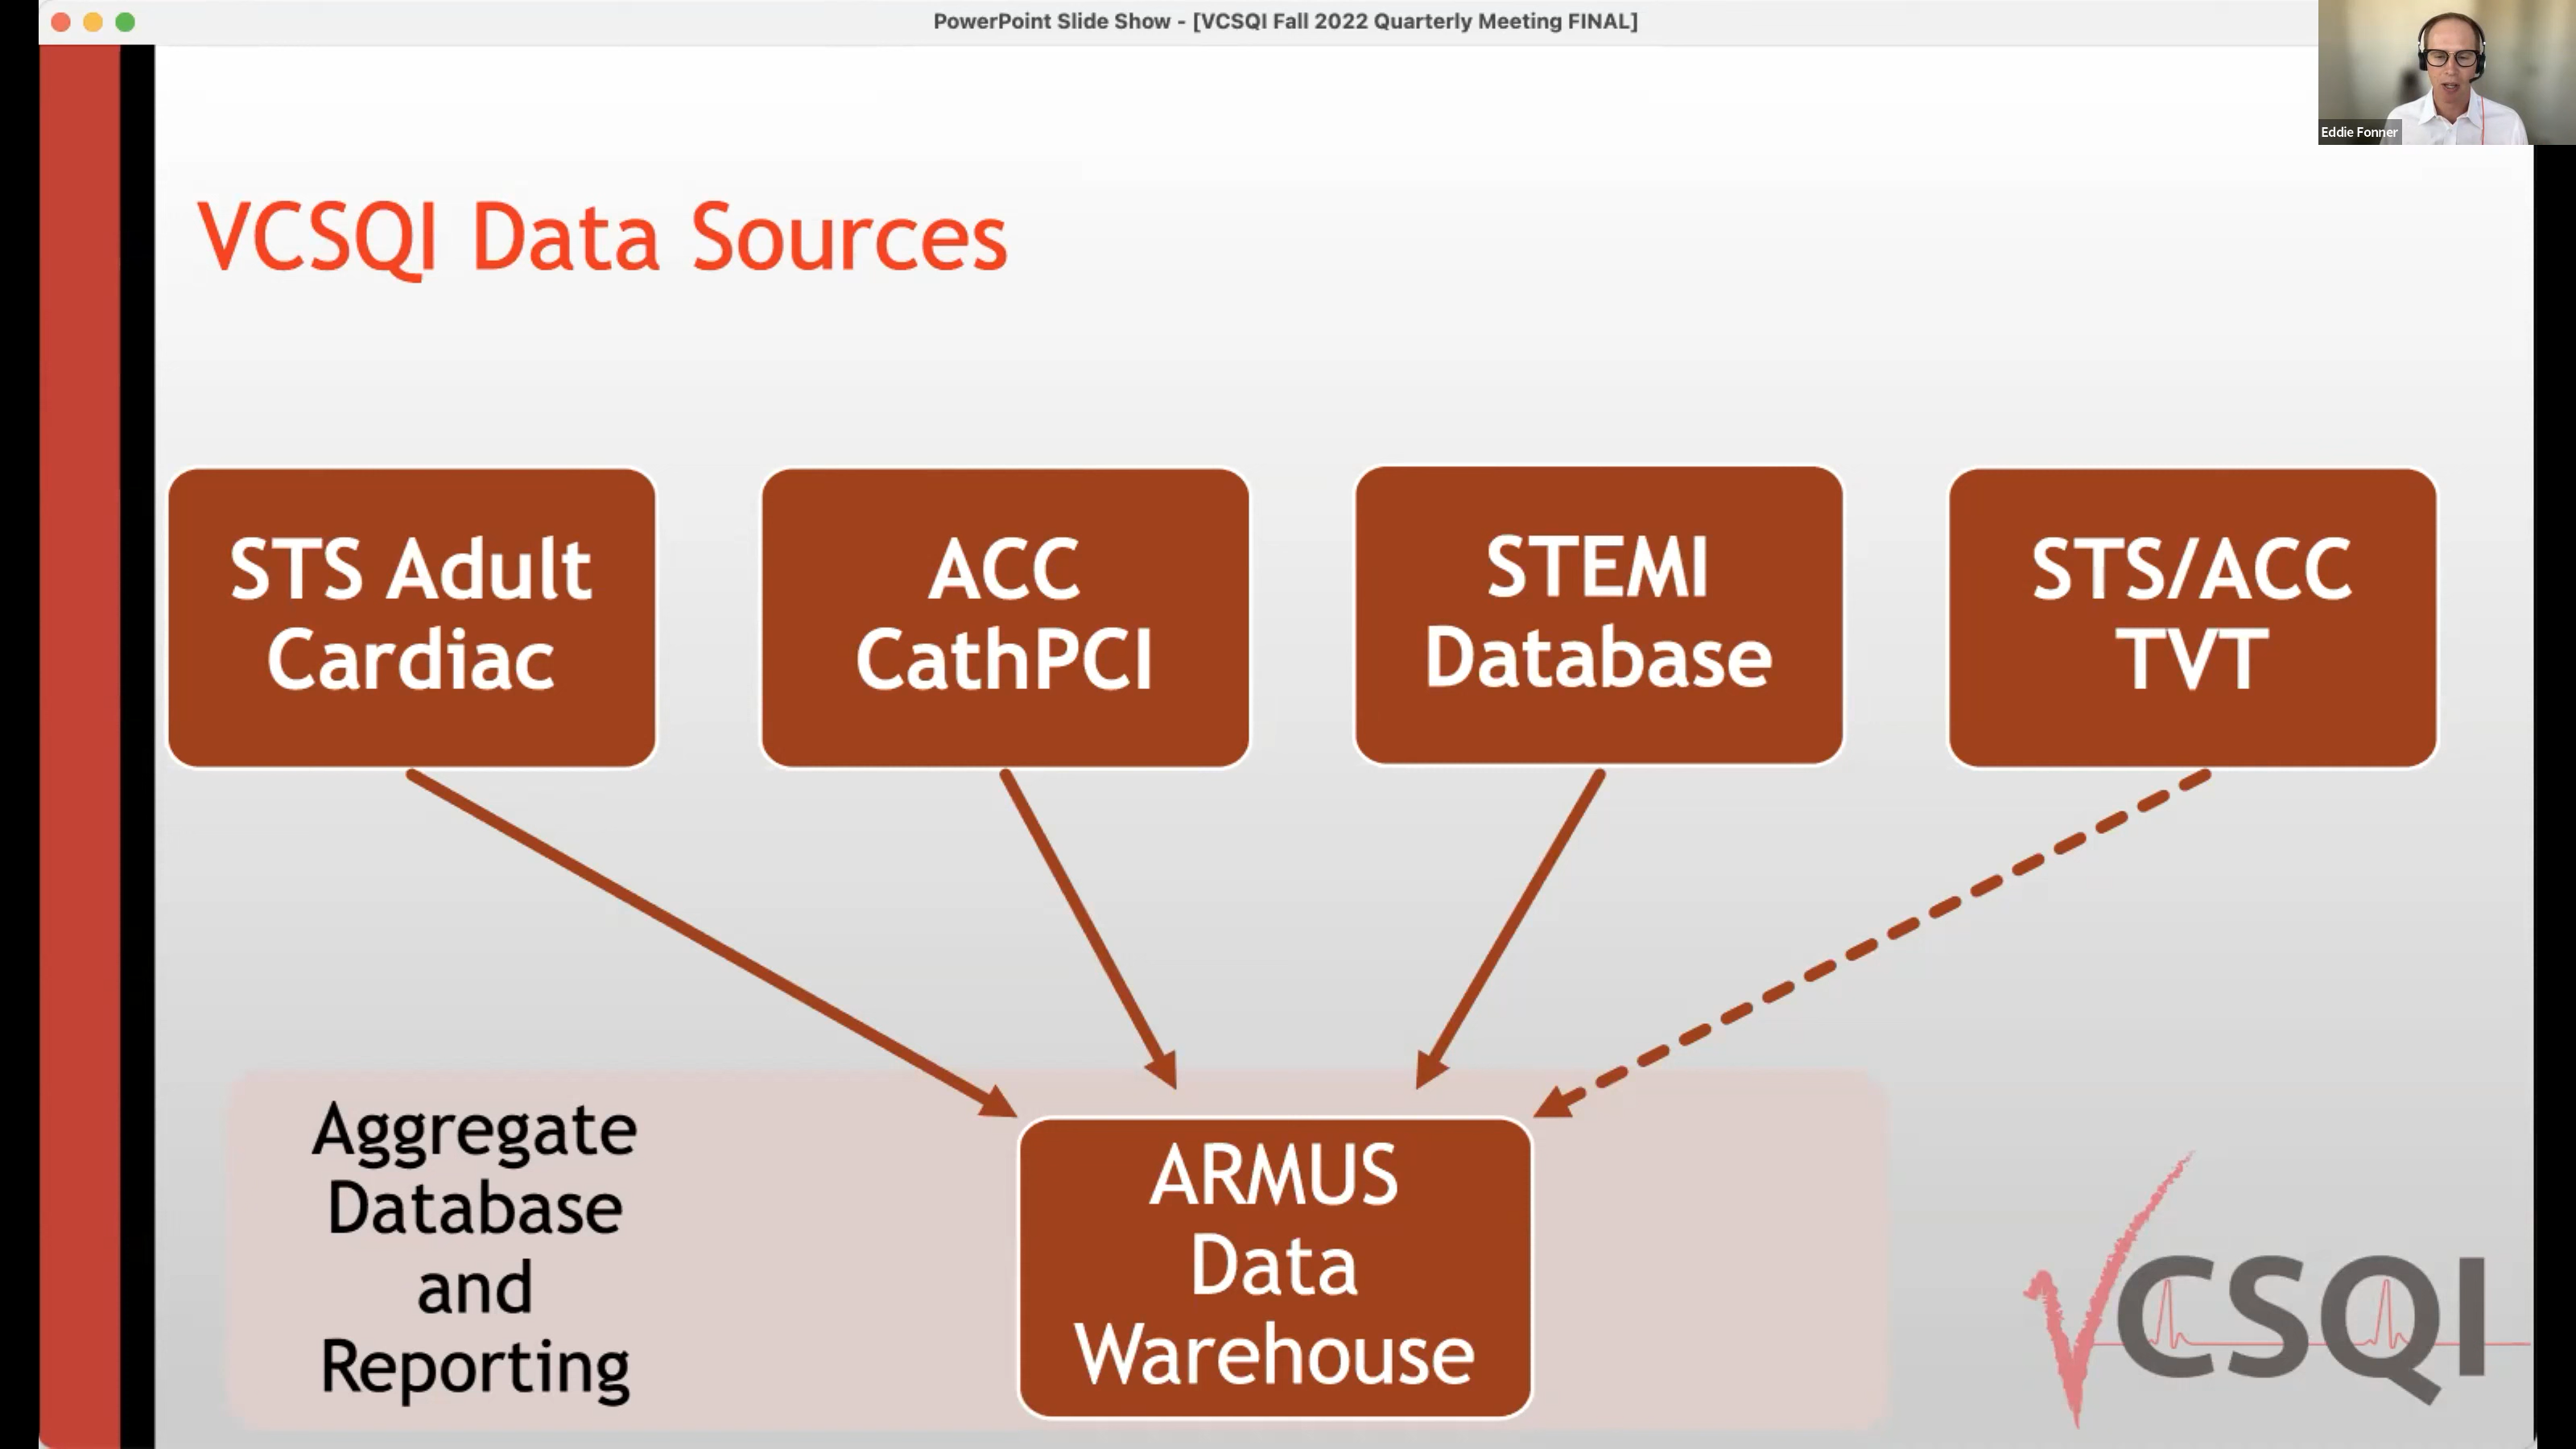 PowerPoint Slide Show - [VCSQI Fall 2022 Quarterly Meeting FINAL]
Eddie Fonner
VCSQI Data Sources
STS Adult
Cardiac
ACC
CathPCI
STEMI
Database
STS/ACC
TVT
Aggregate
Database
and
Reporting
ARMUS
Data
Warehouse
VCSQI